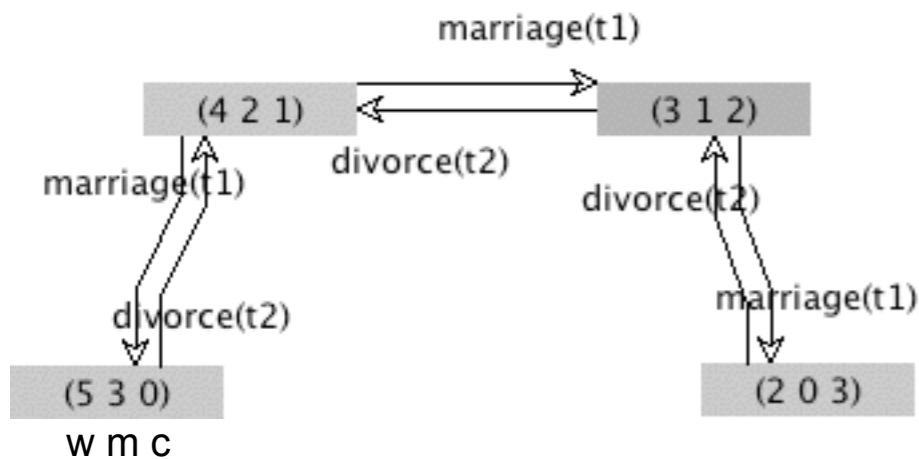 marriage(t1)
(4 2 1)
(3 1 2)
divorce(t2)
marriage(t1)
divorce(t2)
divorce(t2)
marriage(t1)
(5 3 0)
(2 0 3)
w m c